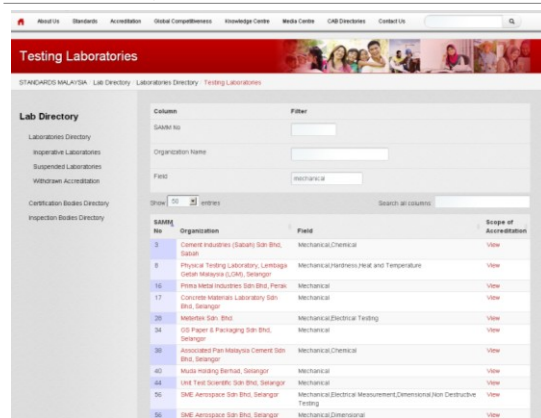 About Us Standards Accreditation Global Competitiveness Knowledge Centre Media Centre CAB Directories Contact Us
Testing Laboratories
STANDARDS MALAYSIA Lab Directory Laboratories Directory Testing Laboratories
Lab Directory
Laboratories Directory
Inoperative Laboratories
Suspended Laboratories
Withdrawn Accreditation
Certification Bodies Directory
Inspection Bodies Directory
Column Filter
SAMM No
Organization Name
Field mechanical
Show 50 entries Search all columns:
SAMM No Organization Field Scope of Accreditation
3 Cement Industries (Sabah) Sdn Bhd, Sabah Mechanical,Chemical View
8 Physical Testing Laboratory, Lembaga Getah Malaysia (LGM), Selangor Mechanical,Hardness,Heat and Temperature View
16 Prima Metal Industries Sdn Bhd, Perak Mechanical View
17 Concrete Materials Laboratory Sdn Bhd, Selangor Mechanical View
28 Metertek Sdn. Bhd. Mechanical,Electrical Testing View
34 GS Paper & Packaging Sdn Bhd, Selangor Mechanical View
38 Associated Pan Malaysia Cement Sdn Bhd, Selangor Mechanical,Chemical View
40 Muda Holding Berhad, Selangor Mechanical View
44 Unit Test Scientific Sdn Bhd, Selangor Mechanical View
56 SME Aerospace Sdn Bhd, Selangor Mechanical,Electrical Measurement,Dimensional,Non Destructive Testing View
56 SME Aerospace Sdn Bhd, Selangor Mechanical,Dimensional View